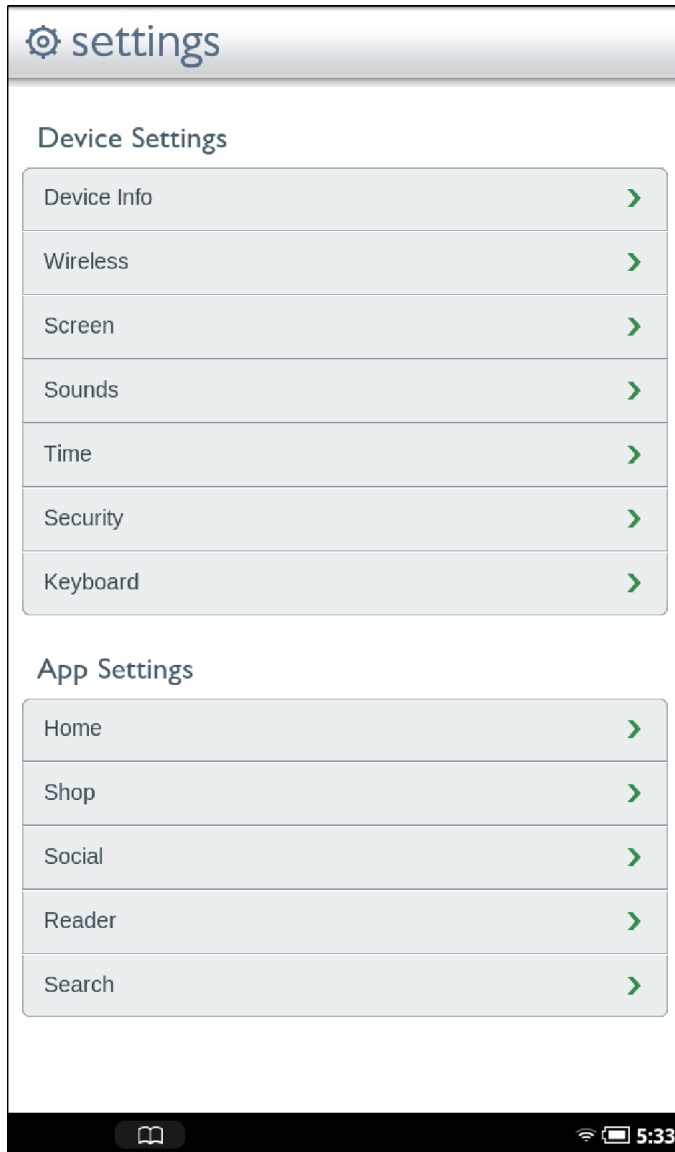 settings
Device Settings
Device Info
Wireless
Screen
Sounds
Time
Security
Keyboard
App Settings
Home
Shop
Social
Reader
Search
5:33